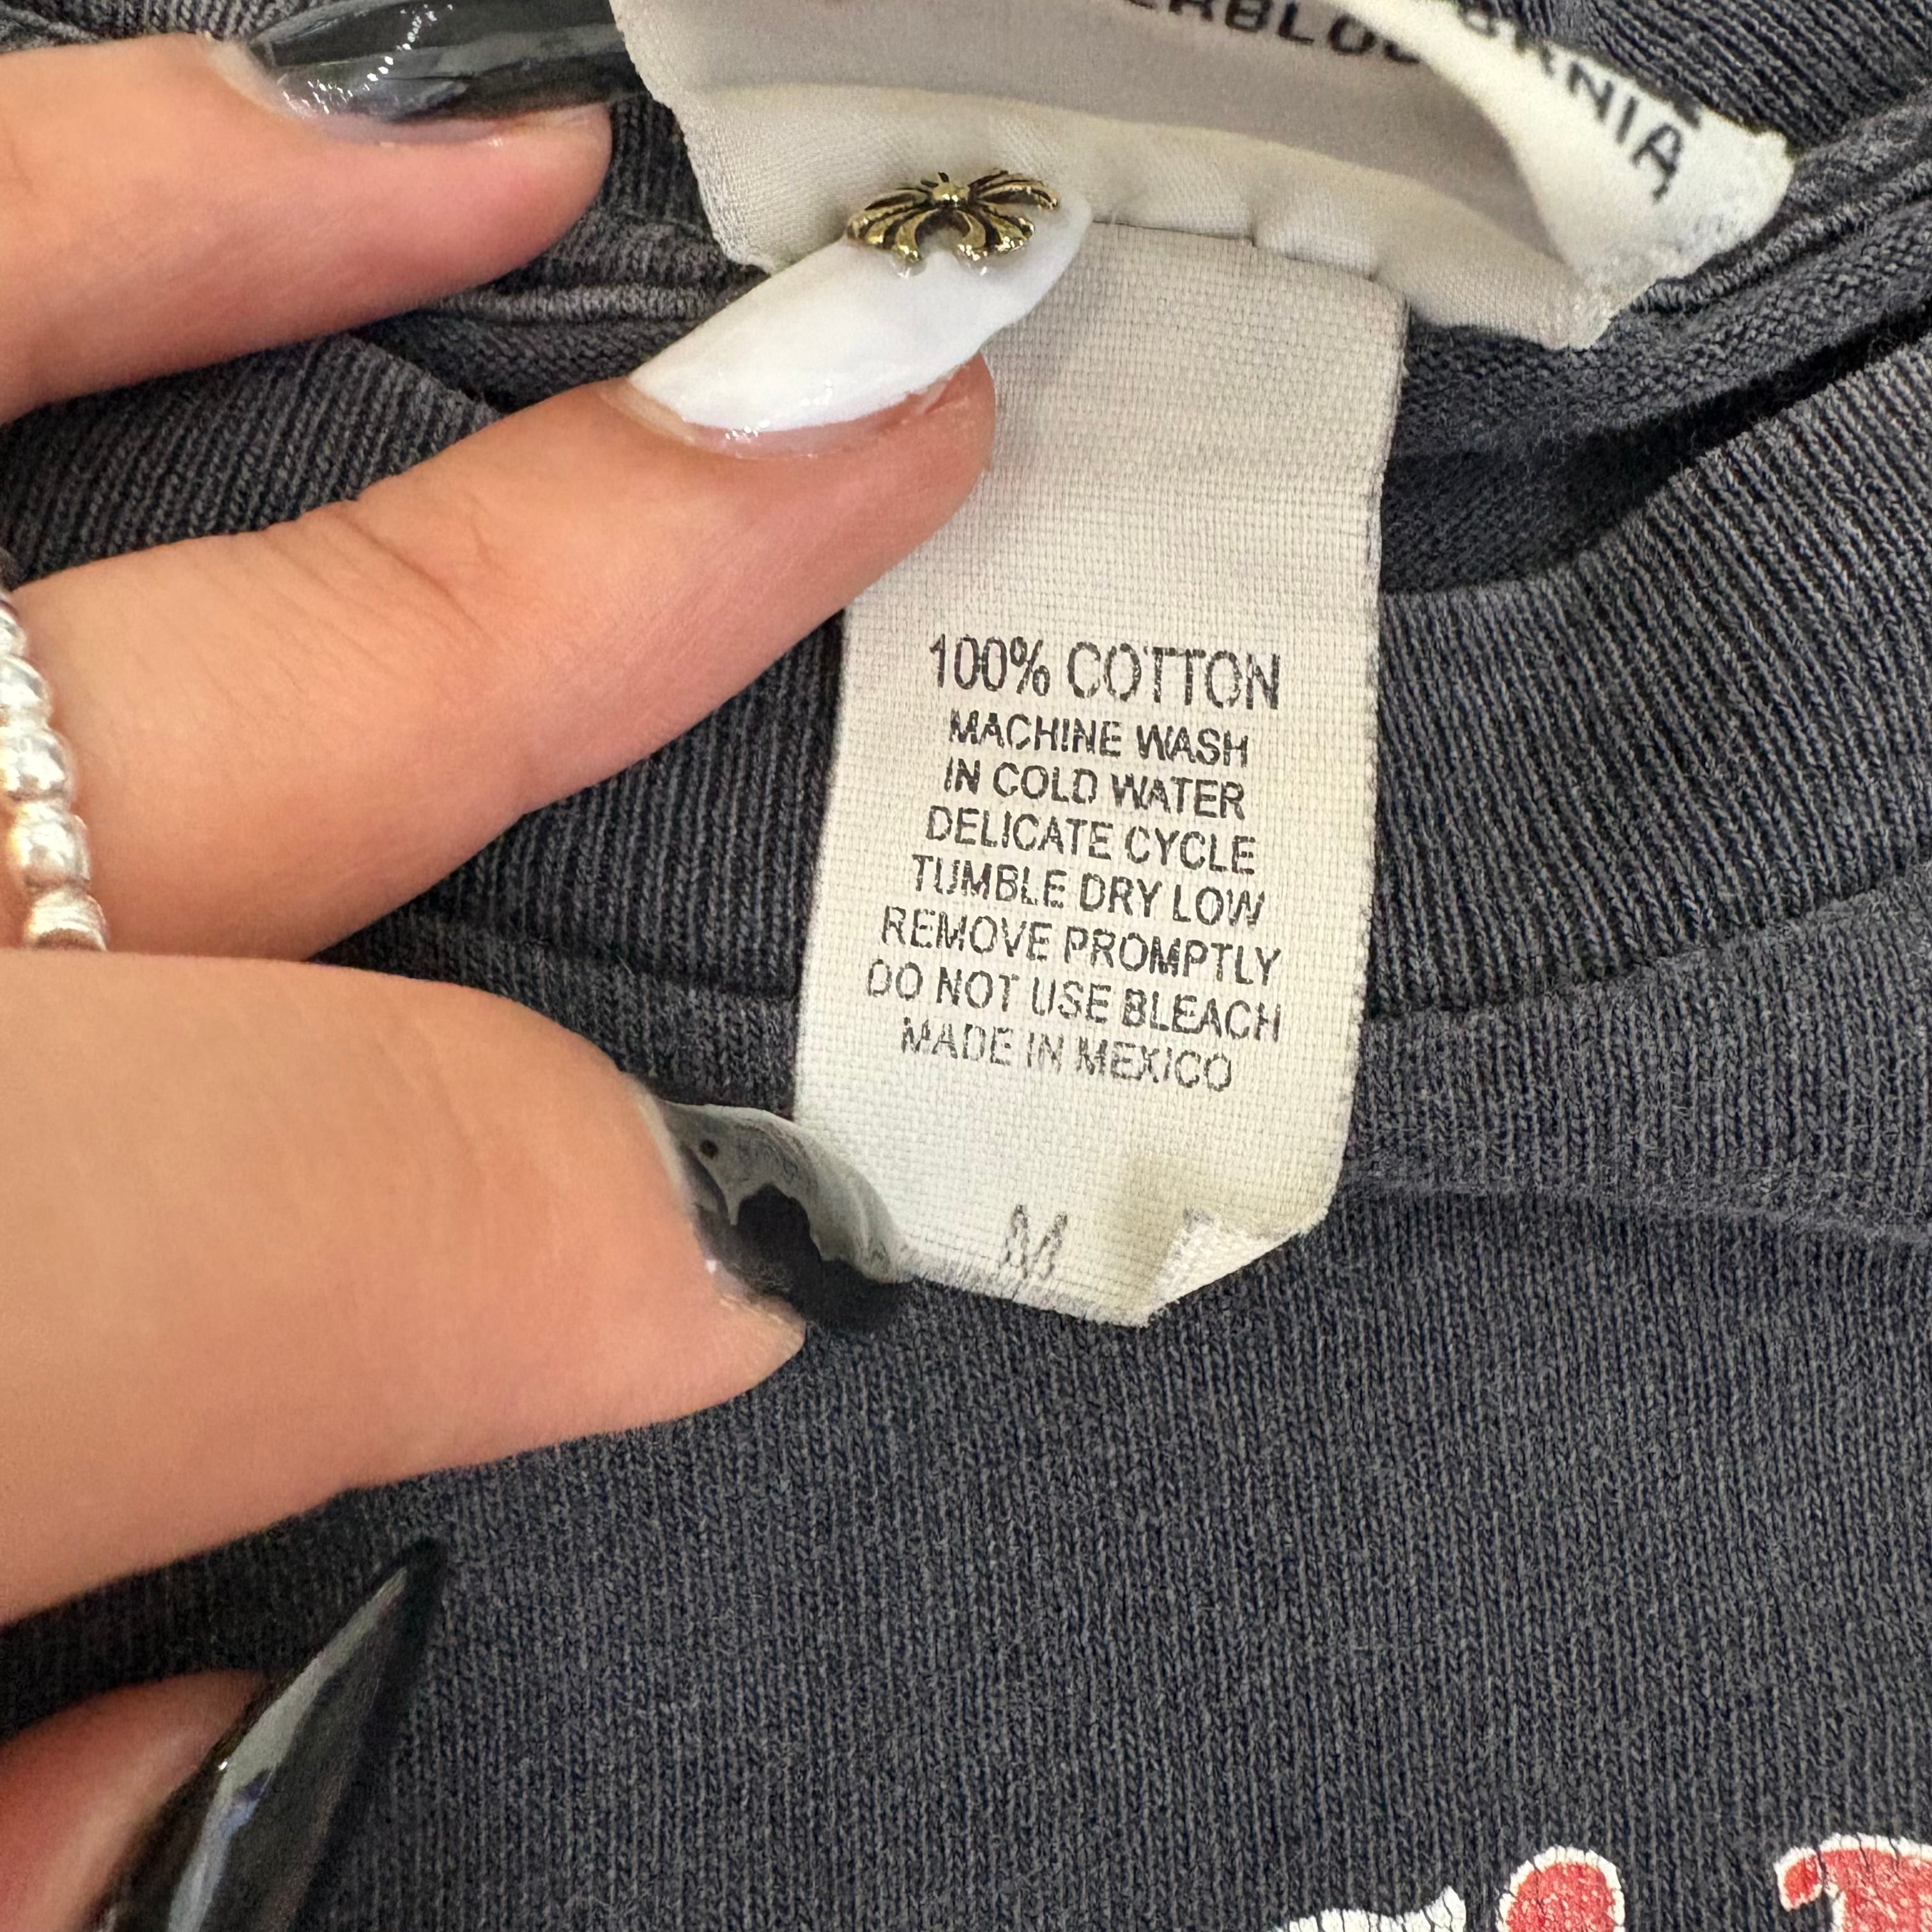 100% COTTON
MACHINE WASH
IN COLD WATER
DELICATE CYCLE
TUMBLE DRY LOW
REMOVE PROMPTLY
DO NOT USE BLEACH
MADE IN MEXICO
M